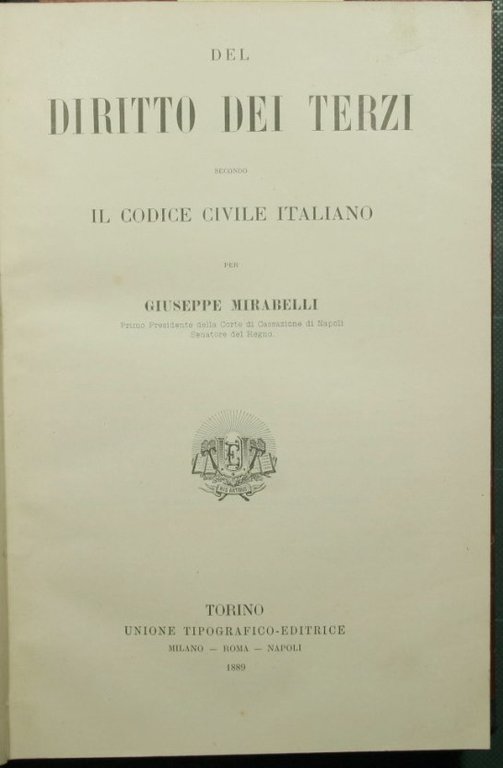 DEL
DIRITTO DEI TERZI
SECONDO
IL CODICE CIVILE ITALIANO
PER
GIUSEPPE MIRABELLI
Primo Presidente della Corte di Cassazione di Napoli
Senatore del Regno.
TORINO
UNIONE TIPOGRAFICO-EDITRICE
MILANO — ROMA — NAPOLI
1889